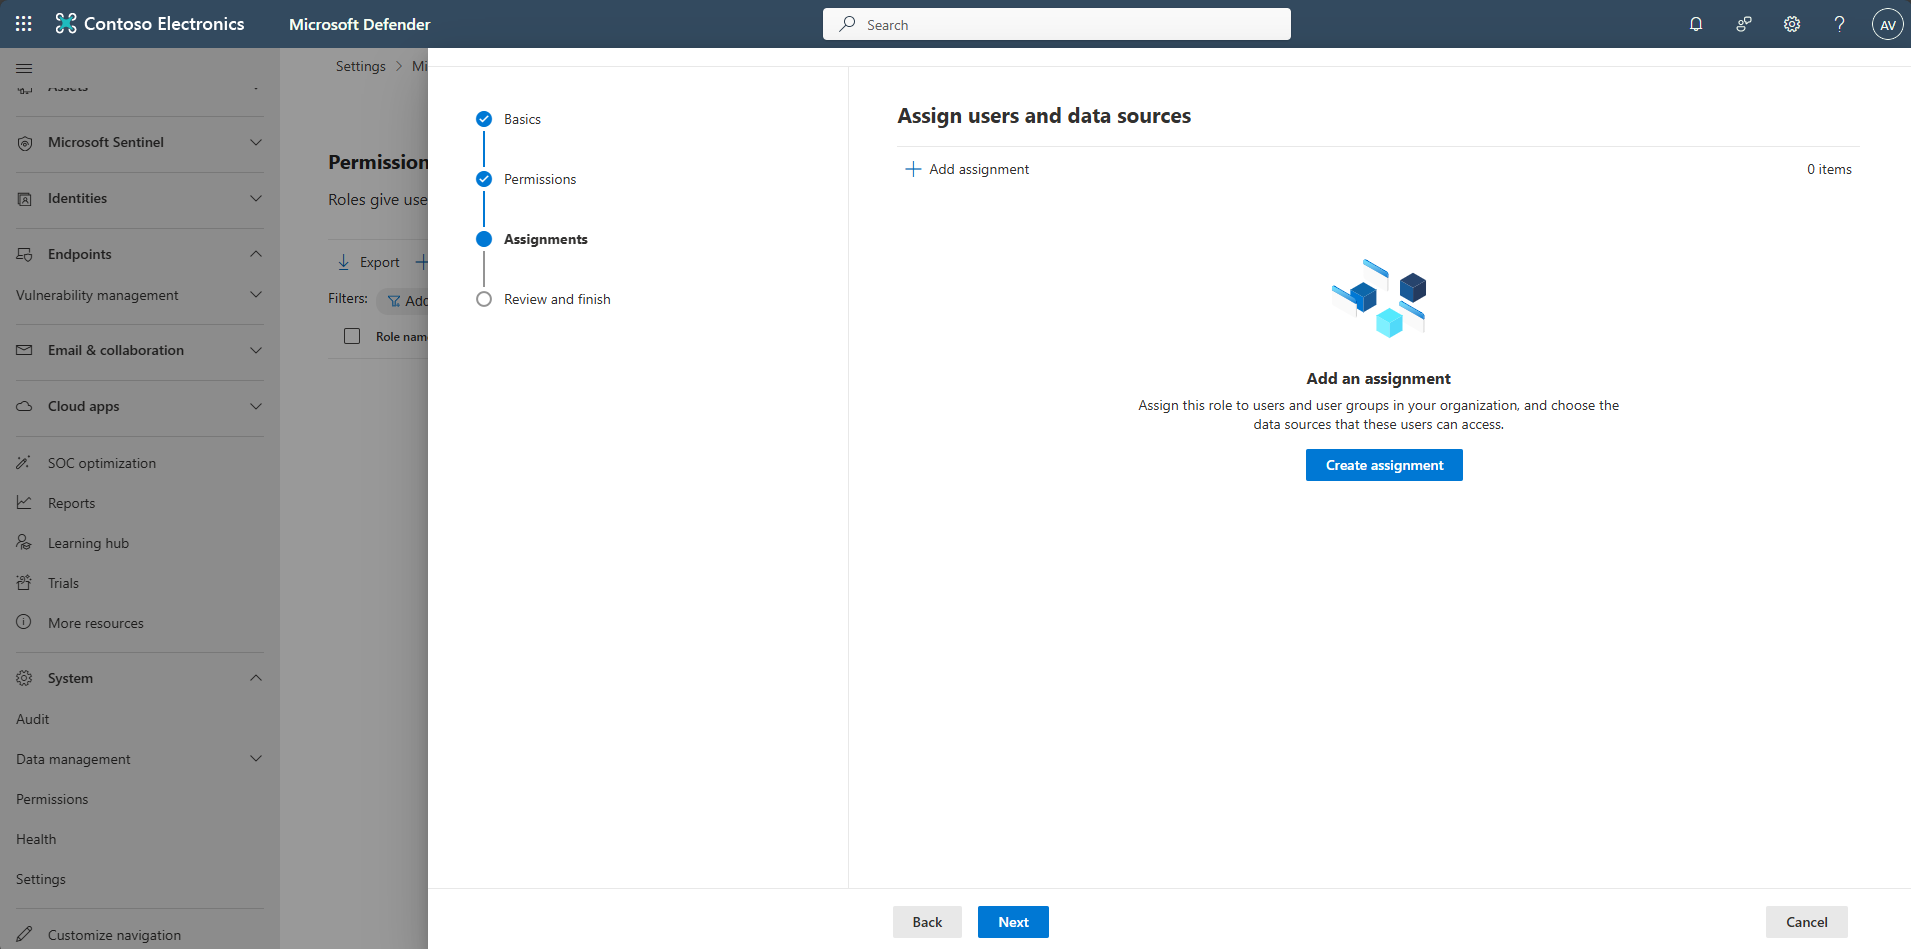 Contoso Electronics
Microsoft Defender
Search
AV
Assets
Microsoft Sentinel
Identities
Endpoints
Vulnerability management
Email & collaboration
Cloud apps
SOC optimization
Reports
Learning hub
Trials
More resources
System
Audit
Data management
Permissions
Health
Settings
Customize navigation
Settings > Mi
Permission
Roles give use
Export
Filters: Add
Role nam
Basics
Permissions
Assignments
Review and finish
Assign users and data sources
Add assignment
0 items
Add an assignment
Assign this role to users and user groups in your organization, and choose the
data sources that these users can access.
Create assignment
Back
Next
Cancel